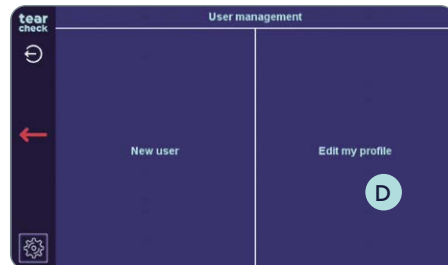 tear
check
User management
New user
Edit my profile
D